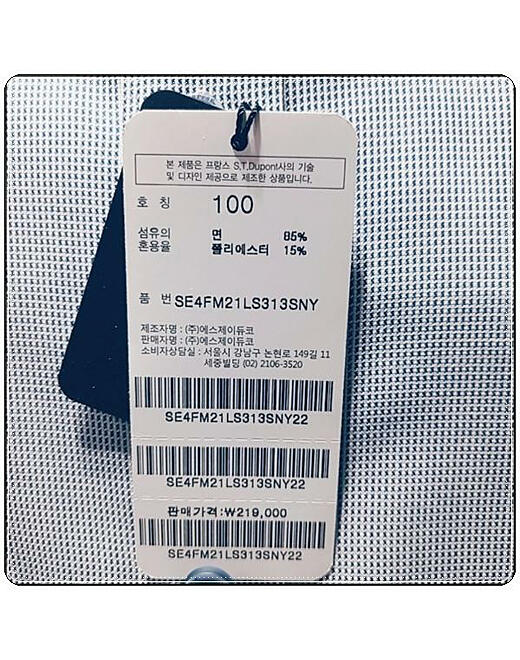 본 제품은 프랑스 S,T,Dupont사의 기술
및 디자인 제공으로 제조한 상품입니다.
호 칭 100
섬유의 면 85%
혼용율 폴리에스터 15%
품 번 SE4FM21LS313SNY
제조자명 : (주)에스제이듀코
판매자명 : (주)에스제이듀코
소비자상담실 : 서울시 강남구 논현로 149길 11
세중빌딩 (02) 2106-3520
SE4FM21LS313SNY22
SE4FM21LS313SNY22
판매가격:₩219,000
SE4FM21LS313SNY22